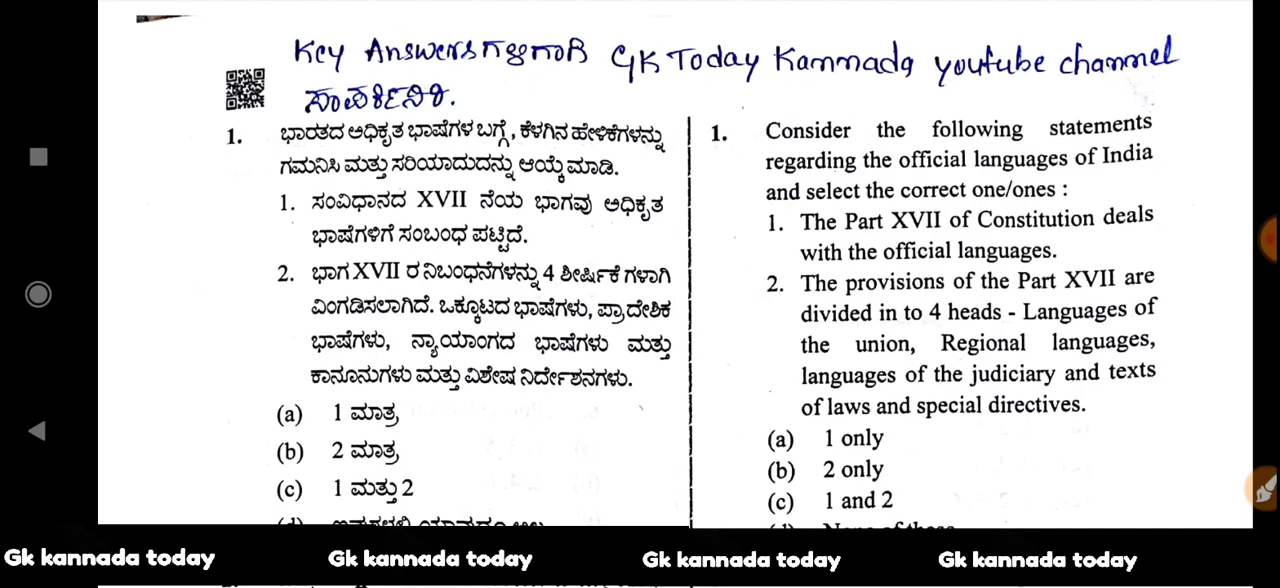 Key Answersಗಳಿಗಾಗಿ GK Today Kannada youtube channel
ಸಂಪರ್ಕಿಸಿರಿ.
1. ಭಾರತದ ಅಧಿಕೃತ ಭಾಷೆಗಳ ಬಗ್ಗೆ, ಕೆಳಗಿನ ಹೇಳಿಕೆಗಳನ್ನು
ಗಮನಿಸಿ ಮತ್ತು ಸರಿಯಾದುದನ್ನು ಆಯ್ಕೆಮಾಡಿ.
1. ಸಂವಿಧಾನದ XVII ನೆಯ ಭಾಗವು ಅಧಿಕೃತ
ಭಾಷೆಗಳಿಗೆ ಸಂಬಂಧ ಪಟ್ಟಿದೆ.
2. ಭಾಗ XVII ರ ನಿಬಂಧನೆಗಳನ್ನು 4 ಶೀರ್ಷಿಕೆ ಗಳಾಗಿ
ವಿಂಗಡಿಸಲಾಗಿದೆ. ಒಕ್ಕೂಟದ ಭಾಷೆಗಳು, ಪ್ರಾದೇಶಿಕ
ಭಾಷೆಗಳು, ನ್ಯಾಯಾಂಗದ ಭಾಷೆಗಳು ಮತ್ತು
ಕಾನೂನುಗಳು ಮತ್ತು ವಿಶೇಷ ನಿರ್ದೇಶನಗಳು.
(a) 1 ಮಾತ್ರ
(b) 2 ಮಾತ್ರ
(c) 1 ಮತ್ತು 2
1. Consider the following statements
regarding the official languages of India
and select the correct one/ones :
1. The Part XVII of Constitution deals
with the official languages.
2. The provisions of the Part XVII are
divided in to 4 heads - Languages of
the union, Regional languages,
languages of the judiciary and texts
of laws and special directives.
(a) 1 only
(b) 2 only
(c) 1 and 2
Gk kannada today Gk kannada today Gk kannada today Gk kannada today